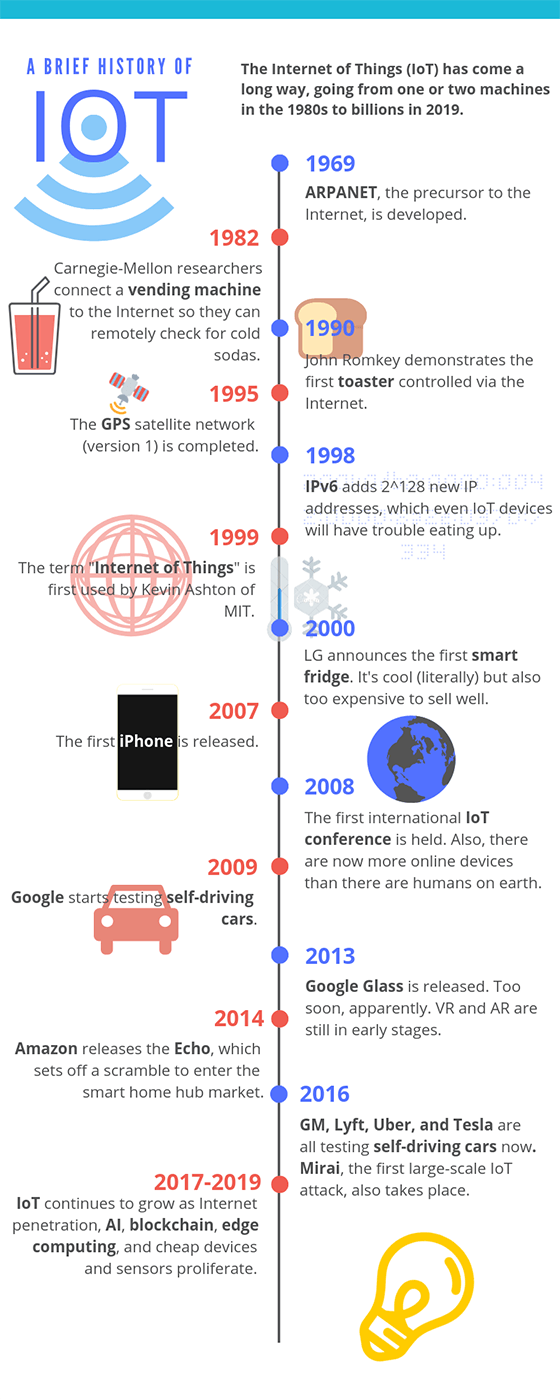 A BRIEF HISTORY OF
IOT
The Internet of Things (IoT) has come a
long way, going from one or two machines
in the 1980s to billions in 2019.
1969
ARPANET, the precursor to the
Internet, is developed.
1982
Carnegie-Mellon researchers
connect a vending machine
to the Internet so they can
remotely check for cold
sodas.
1990
John Romkey demonstrates the
first toaster controlled via the
Internet.
1995
The GPS satellite network
(version 1) is completed.
1998
IPv6 adds 2^128 new IP
addresses, which even IoT devices
will have trouble eating up.
334
1999
The term "Internet of Things" is
first used by Kevin Ashton of
MIT.
2000
LG announces the first smart
fridge. It's cool (literally) but also
too expensive to sell well.
2007
The first iPhone is released.
2008
The first international IoT
conference is held. Also, there
are now more online devices
than there are humans on earth.
2009
Google starts testing self-driving
cars.
2013
Google Glass is released. Too
soon, apparently. VR and AR are
still in early stages.
2014
Amazon releases the Echo, which
sets off a scramble to enter the
smart home hub market.
2016
GM, Lyft, Uber, and Tesla are
all testing self-driving cars now.
Mirai, the first large-scale IoT
attack, also takes place.
2017-2019
IoT continues to grow as Internet
penetration, AI, blockchain, edge
computing, and cheap devices
and sensors proliferate.